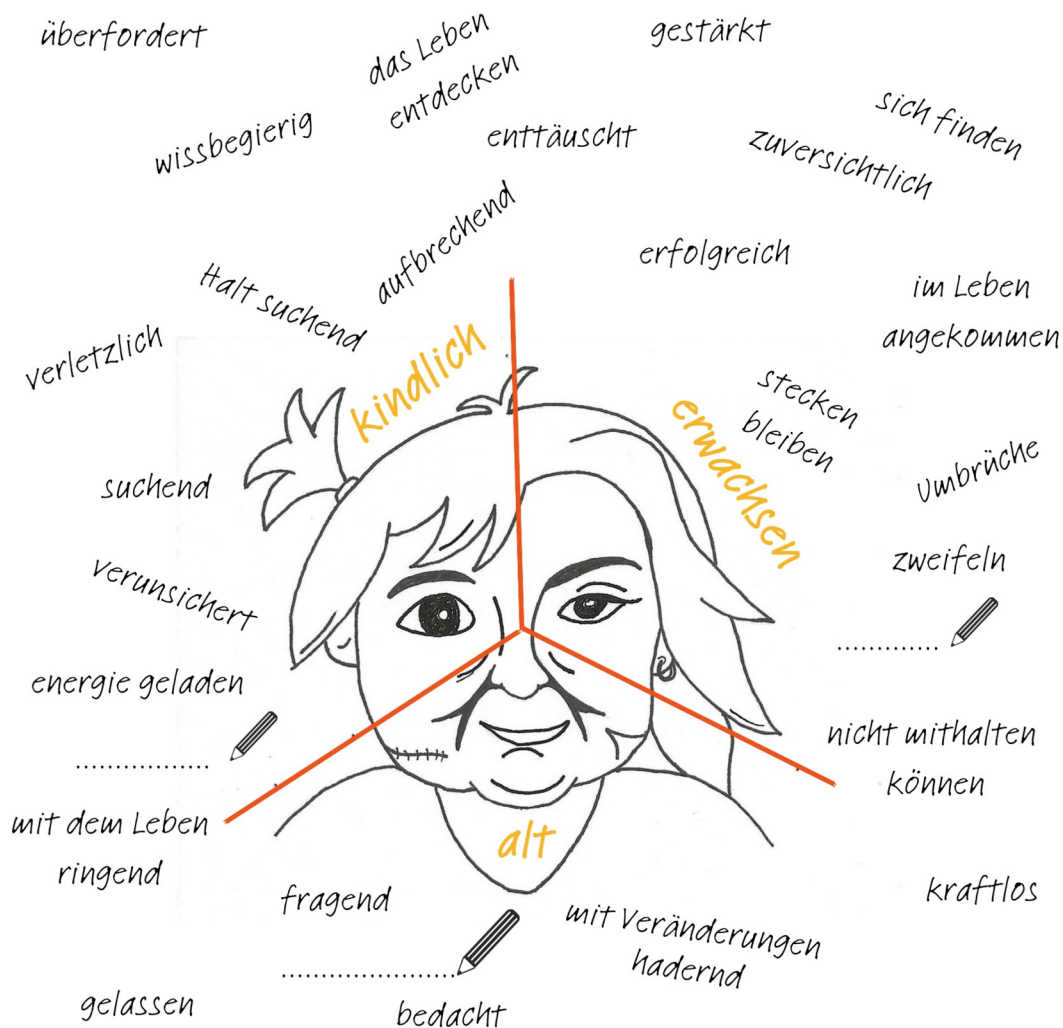 überfordert
das Leben
entdecken
gestärkt
wissbegierig
enttäuscht
zuversichtlich
sich finden
aufbrechend
Halt suchend
erfolgreich
im Leben
angekommen
verletzlich
kindlich
erwachsen
stecken
bleiben
suchend
Umbrüche
verunsichert
zweifeln
.............
energie geladen
.................
nicht mithalten
können
mit dem Leben
ringend
alt
fragend
mit Veränderungen
hadernd
kraftlos
......................
gelassen
bedacht